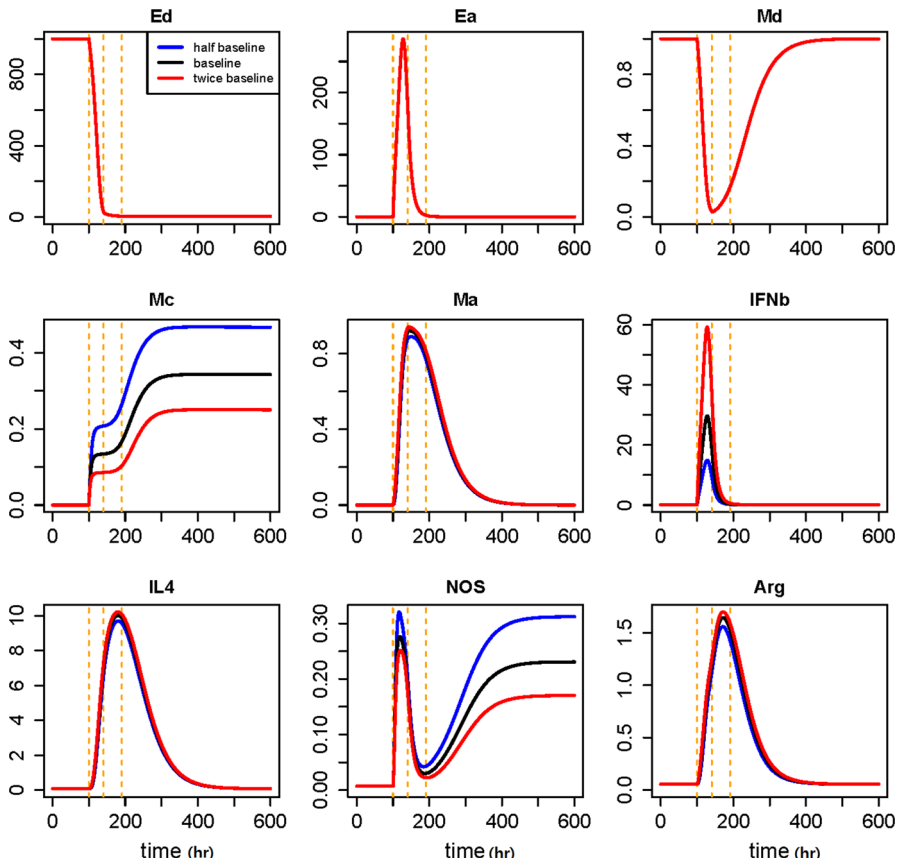 Ed
Ea
Md
half baseline
baseline
twice baseline
800
400
0
0 200 400 600
200
100
0
0 200 400 600
0.8
0.4
0.0
0 200 400 600
Mc
Ma
IFNb
0.4
0.2
0.0
0 200 400 600
0.8
0.4
0.0
0 200 400 600
60
40
20
0
0 200 400 600
IL4
NOS
Arg
10
8
6
4
2
0
0 200 400 600
time (hr)
0.30
0.20
0.10
0.00
0 200 400 600
time (hr)
1.5
1.0
0.5
0.0
0 200 400 600
time (hr)